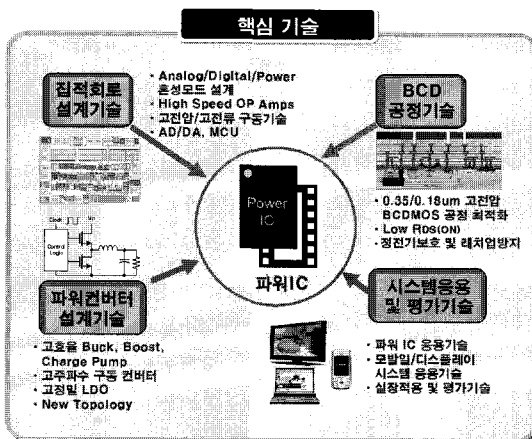 핵심 기술
집적회로
설계기술
· Analog/Digital/Power
혼성모드 설계
· High Speed OP Amps
· 고전압/고전류 구동기술
· AD/DA, MCU
BCD
공정기술
· 0.35/0.18um 고전압
BCDMOS 공정 최적화
· Low RDS(ON)
· 정전기보호 및 래치업방지
Power
IC
파워IC
Clock
Vin
Control
Logic
파워컨버터
설계기술
· 고효율 Buck, Boost,
Charge Pump
· 고주파수 구동 컨버터
· 고정밀 LDO
· New Topology
시스템응용
및 평가기술
· 파워 IC 응용기술
· 모바일/디스플레이
시스템 응용기술
· 실장적용 및 평가기술